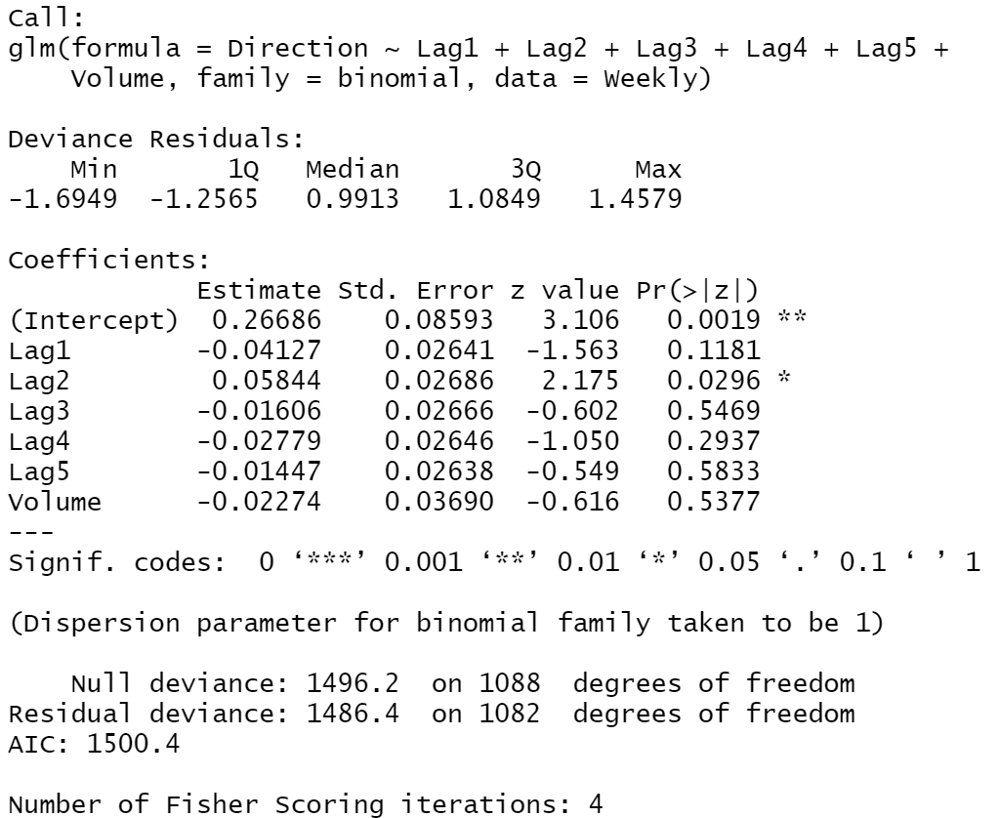 Call:
glm(formula = Direction ~ Lag1 + Lag2 + Lag3 + Lag4 + Lag5 +
    Volume, family = binomial, data = Weekly)

Deviance Residuals:
    Min       1Q   Median       3Q      Max
-1.6949  -1.2565   0.9913   1.0849   1.4579

Coefficients:
            Estimate Std. Error z value Pr(>|z|)
(Intercept)  0.26686    0.08593   3.106   0.0019 **
Lag1        -0.04127    0.02641  -1.563   0.1181
Lag2         0.05844    0.02686   2.175   0.0296 *
Lag3        -0.01606    0.02666  -0.602   0.5469
Lag4        -0.02779    0.02646  -1.050   0.2937
Lag5        -0.01447    0.02638  -0.549   0.5833
Volume      -0.02274    0.03690  -0.616   0.5377
---
Signif. codes:  0 ‘***’ 0.001 ‘**’ 0.01 ‘*’ 0.05 ‘.’ 0.1 ‘ ’ 1

(Dispersion parameter for binomial family taken to be 1)

    Null deviance: 1496.2  on 1088  degrees of freedom
Residual deviance: 1486.4  on 1082  degrees of freedom
AIC: 1500.4

Number of Fisher Scoring iterations: 4